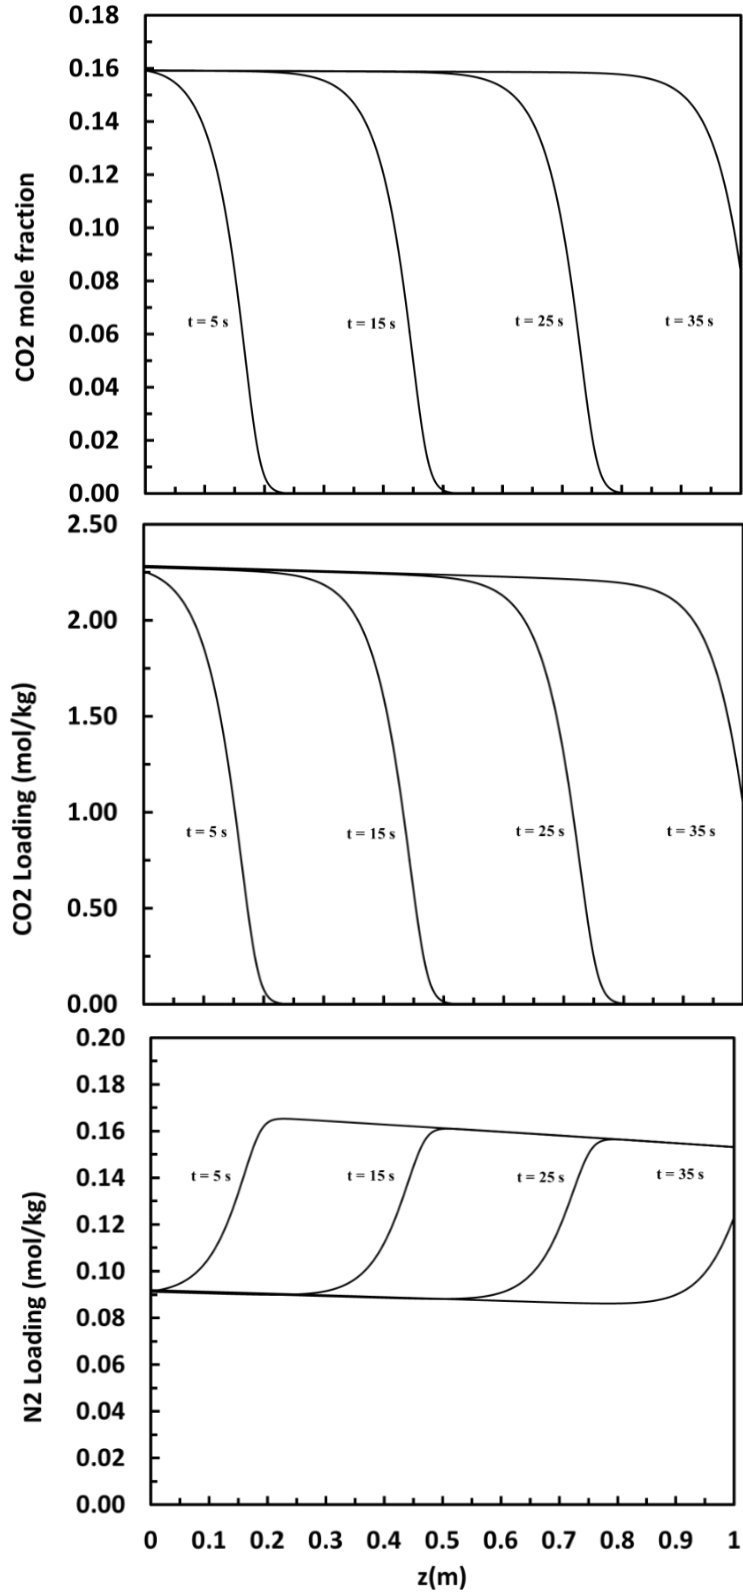 0.18
0.16
0.14
0.12
0.10
0.08
0.06
0.04
0.02
0.00
CO2 mole fraction
t = 5 s
t = 15 s
t = 25 s
t = 35 s
2.50
2.00
1.50
1.00
0.50
0.00
CO2 Loading (mol/kg)
t = 5 s
t = 15 s
t = 25 s
t = 35 s
0.20
0.18
0.16
0.14
0.12
0.10
0.08
0.06
0.04
0.02
0.00
N2 Loading (mol/kg)
t = 5 s
t = 15 s
t = 25 s
t = 35 s
0 0.1 0.2 0.3 0.4 0.5 0.6 0.7 0.8 0.9 1
z(m)